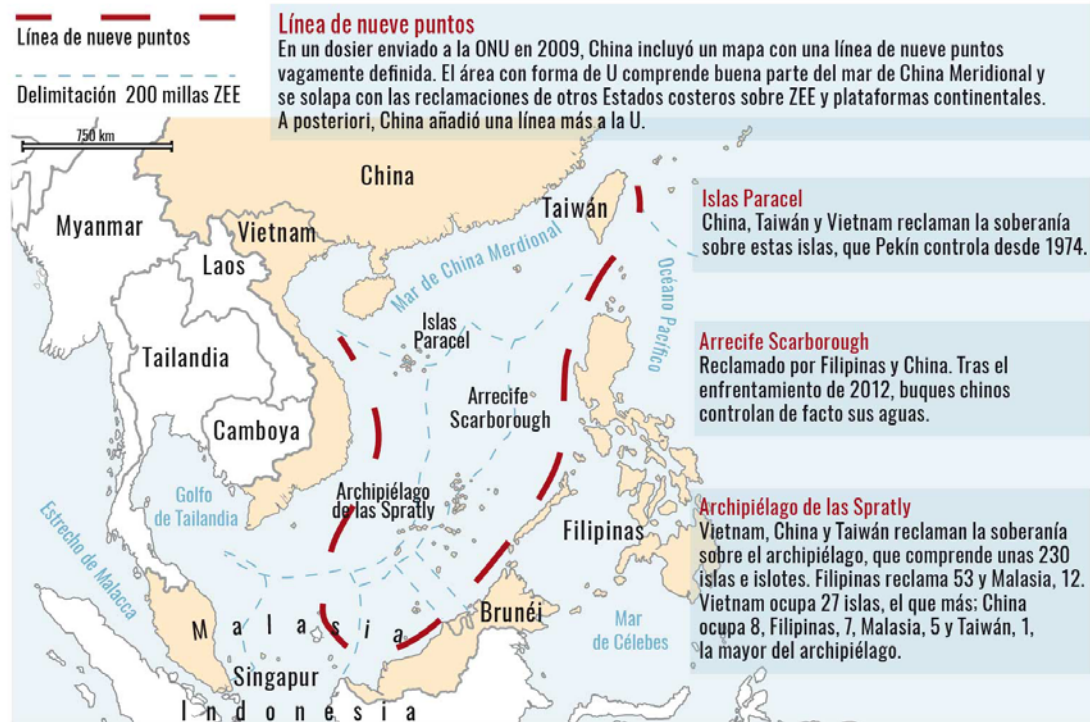 Línea de nueve puntos
Delimitación 200 millas ZEE
Línea de nueve puntos
En un dosier enviado a la ONU en 2009, China incluyó un mapa con una línea de nueve puntos
vagamente definida. El área con forma de U comprende buena parte del mar de China Meridional y
se solapa con las reclamaciones de otros Estados costeros sobre ZEE y plataformas continentales.
A posteriori, China añadió una línea más a la U.
750 km
China
Taiwán
Myanmar
Vietnam
Laos
Mar de China Merdional
Océano Pacífico
Islas
Paracel
Tailandia
Arrecife
Scarborough
Camboya
Golfo
de Tailandia
Archipiélago
de las Spratly
Filipinas
Estrecho de Malacca
Brunéi
Malasia
Mar
de Célebes
Singapur
Indonesia
Islas Paracel
China, Taiwán y Vietnam reclaman la soberanía
sobre estas islas, que Pekín controla desde 1974.
Arrecife Scarborough
Reclamado por Filipinas y China. Tras el
enfrentamiento de 2012, buques chinos
controlan de facto sus aguas.
Archipiélago de las Spratly
Vietnam, China y Taiwán reclaman la soberanía
sobre el archipiélago, que comprende unas 230
islas e islotes. Filipinas reclama 53 y Malasia, 12.
Vietnam ocupa 27 islas, el que más; China
ocupa 8, Filipinas, 7, Malasia, 5 y Taiwán, 1,
la mayor del archipiélago.